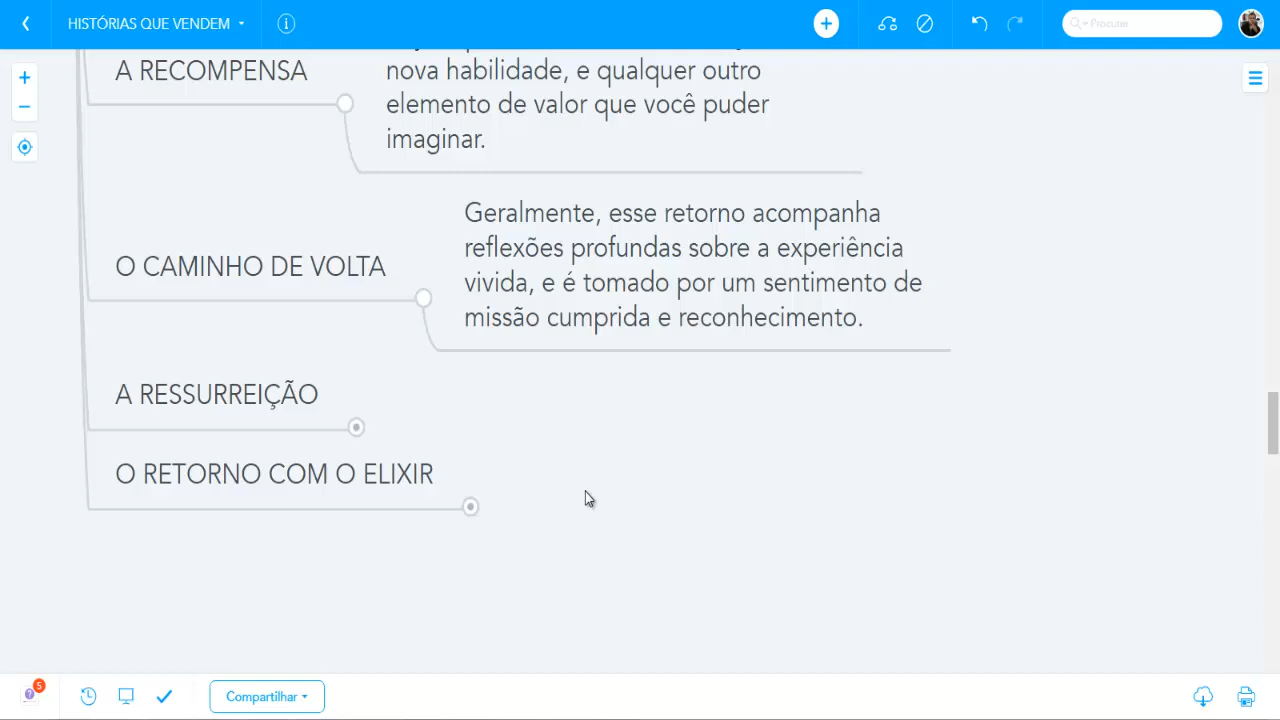 HISTÓRIAS QUE VENDEM
Procurar
A RECOMPENSA
nova habilidade, e qualquer outro
elemento de valor que você puder
imaginar.
O CAMINHO DE VOLTA
Geralmente, esse retorno acompanha
reflexões profundas sobre a experiência
vivida, e é tomado por um sentimento de
missão cumprida e reconhecimento.
A RESSURREIÇÃO
O RETORNO COM O ELIXIR
5
Compartilhar